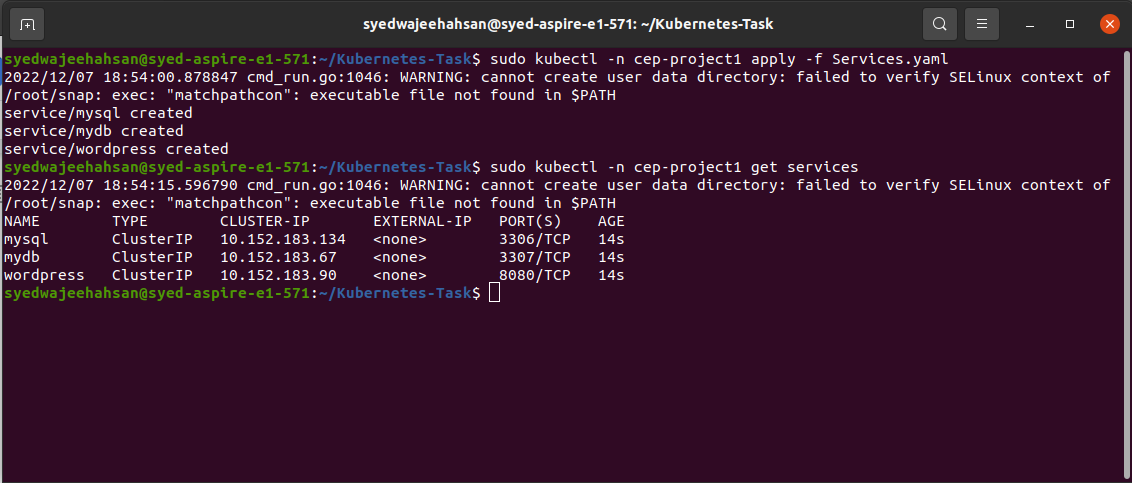 syedwajeehahsan@syed-aspire-e1-571: ~/Kubernetes-Task
syedwajeehahsan@syed-aspire-e1-571:~/Kubernetes-Task$ sudo kubectl -n cep-project1 apply -f Services.yaml
2022/12/07 18:54:00.878847 cmd_run.go:1046: WARNING: cannot create user data directory: failed to verify SELinux context of
/root/snap: exec: "matchpathcon": executable file not found in $PATH
service/mysql created
service/mydb created
service/wordpress created
syedwajeehahsan@syed-aspire-e1-571:~/Kubernetes-Task$ sudo kubectl -n cep-project1 get services
2022/12/07 18:54:15.596790 cmd_run.go:1046: WARNING: cannot create user data directory: failed to verify SELinux context of
/root/snap: exec: "matchpathcon": executable file not found in $PATH
NAME        TYPE        CLUSTER-IP       EXTERNAL-IP   PORT(S)    AGE
mysql       ClusterIP   10.152.183.134   <none>        3306/TCP   14s
mydb        ClusterIP   10.152.183.67    <none>        3307/TCP   14s
wordpress   ClusterIP   10.152.183.90    <none>        8080/TCP   14s
syedwajeehahsan@syed-aspire-e1-571:~/Kubernetes-Task$